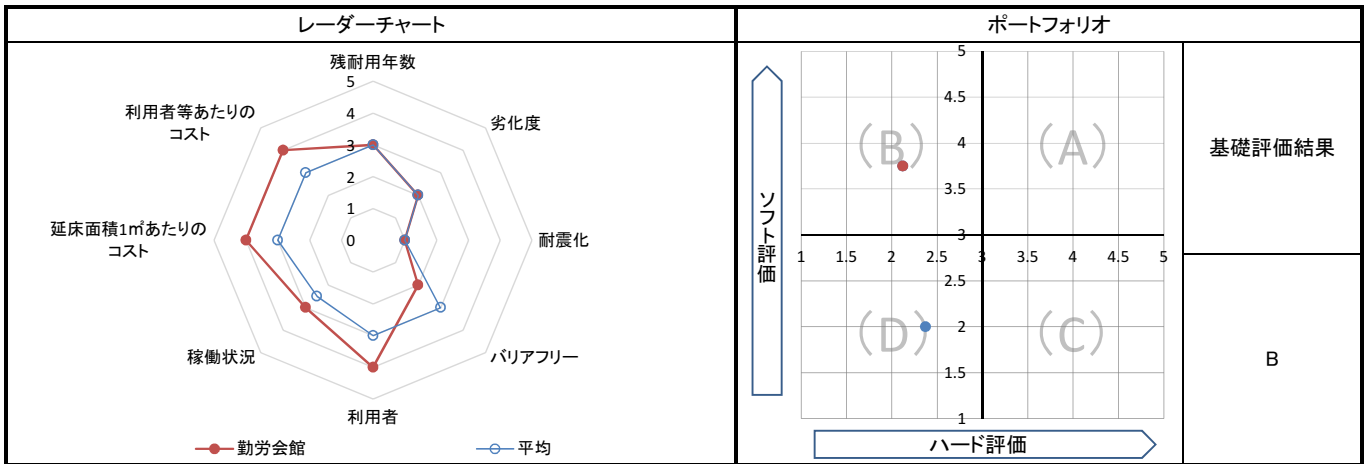 レーダーチャート
残耐用年数
劣化度
耐震化
バリアフリー
利用者
稼働状況
延床面積1㎡あたりの
コスト
利用者等あたりの
コスト
5
4
3
2
1
0
勤労会館
平均
ポートフォリオ
ソフト評価
5
4.5
4
3.5
3
2.5
2
1.5
1
1
1.5
2
2.5
3
3.5
4
4.5
5
(B)
(A)
(D)
(C)
ハード評価
基礎評価結果
B